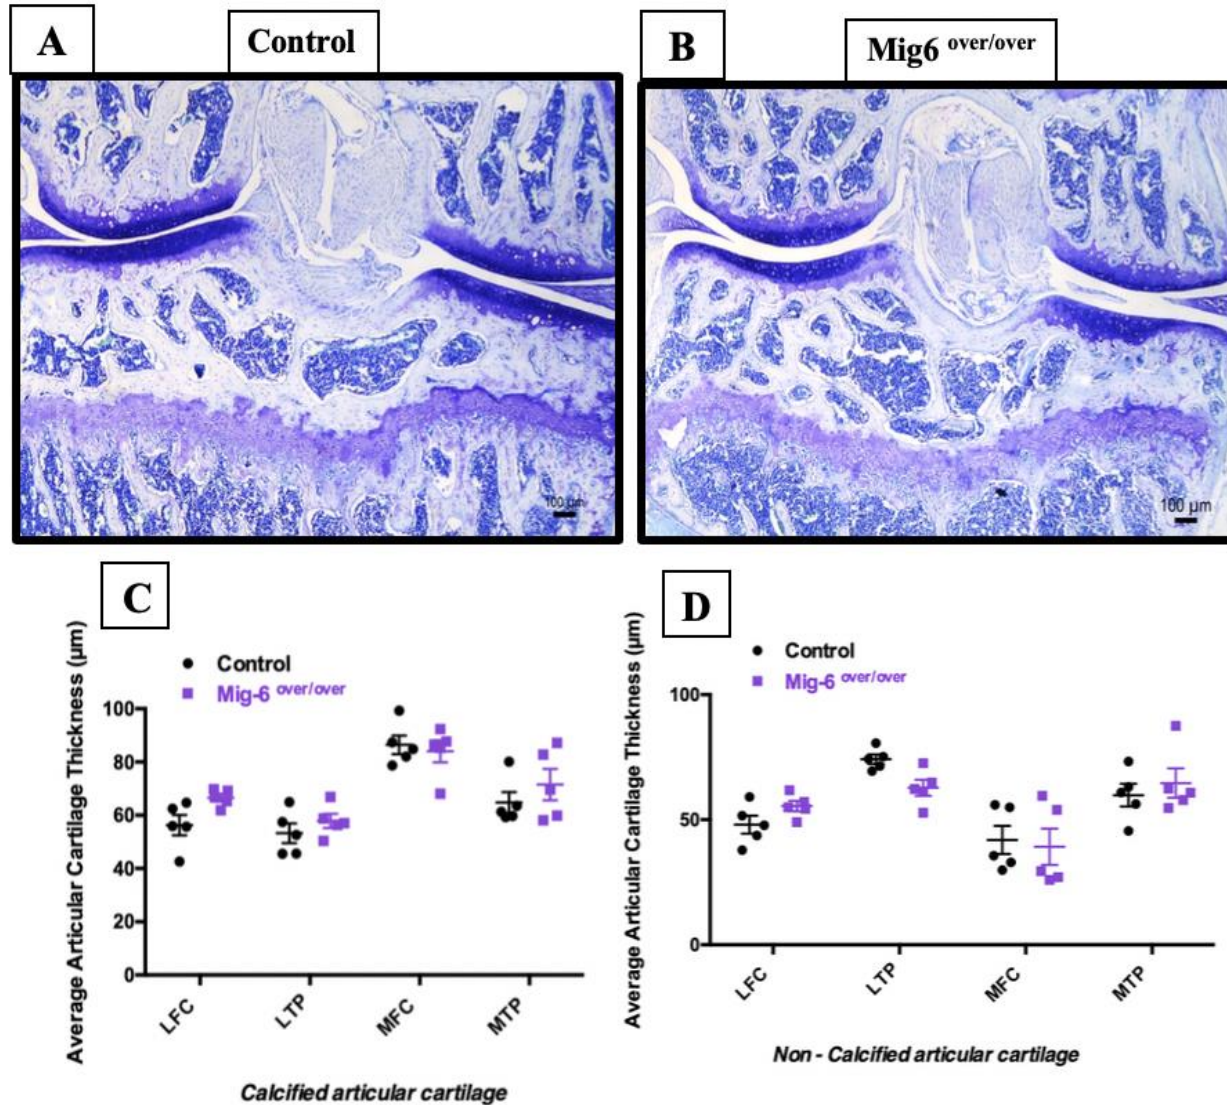 A
Control
B
Mig6 over/over
100 µm
100 µm
C
Control
Mig-6 over/over
Average Articular Cartilage Thickness (µm)
100
80
60
40
20
0
LFC
LTP
MFC
MTP
Calcified articular cartilage
D
Control
Mig-6 over/over
Average Articular Cartilage Thickness (µm)
100
50
0
LFC
LTP
MFC
MTP
Non - Calcified articular cartilage